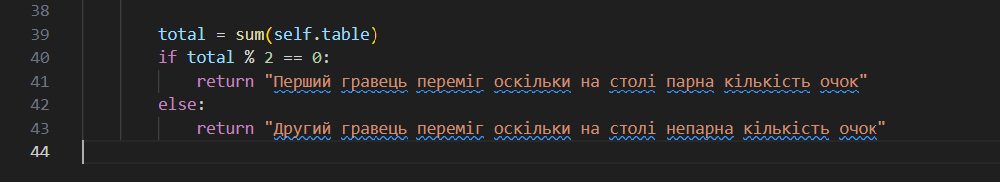 38
39 total = sum(self.table)
40 if total % 2 == 0:
41 return "Перший гравець переміг оскільки на столі парна кількість очок"
42 else:
43 return "Другий гравець переміг оскільки на столі непарна кількість очок"
44